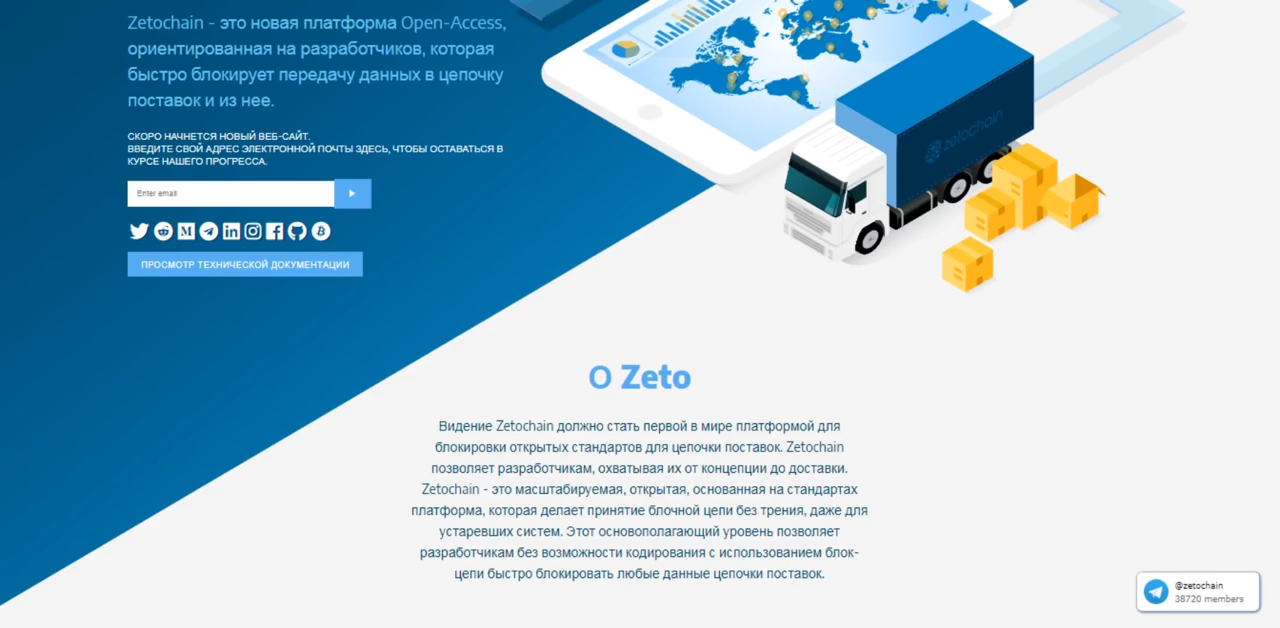 Zetochain - это новая платформа Open-Access,
ориентированная на разработчиков, которая
быстро блокирует передачу данных в цепочку
поставок и из нее.
СКОРО НАЧНЕТСЯ НОВЫЙ ВЕБ-САЙТ.
ВВЕДИТЕ СВОЙ АДРЕС ЭЛЕКТРОННОЙ ПОЧТЫ ЗДЕСЬ, ЧТОБЫ ОСТАВАТЬСЯ В
КУРСЕ НАШЕГО ПРОГРЕССА.
Enter email
ПРОСМОТР ТЕХНИЧЕСКОЙ ДОКУМЕНТАЦИИ
zetochain
О Zeto
Видение Zetochain должно стать первой в мире платформой для
блокировки открытых стандартов для цепочки поставок. Zetochain
позволяет разработчикам, охватывая их от концепции до доставки.
Zetochain - это масштабируемая, открытая, основанная на стандартах
платформа, которая делает принятие блочной цепи без трения, даже для
устаревших систем. Этот основополагающий уровень позволяет
разработчикам без возможности кодирования с использованием блок-
цепи быстро блокировать любые данные цепочки поставок.
@zetochain
38720 members